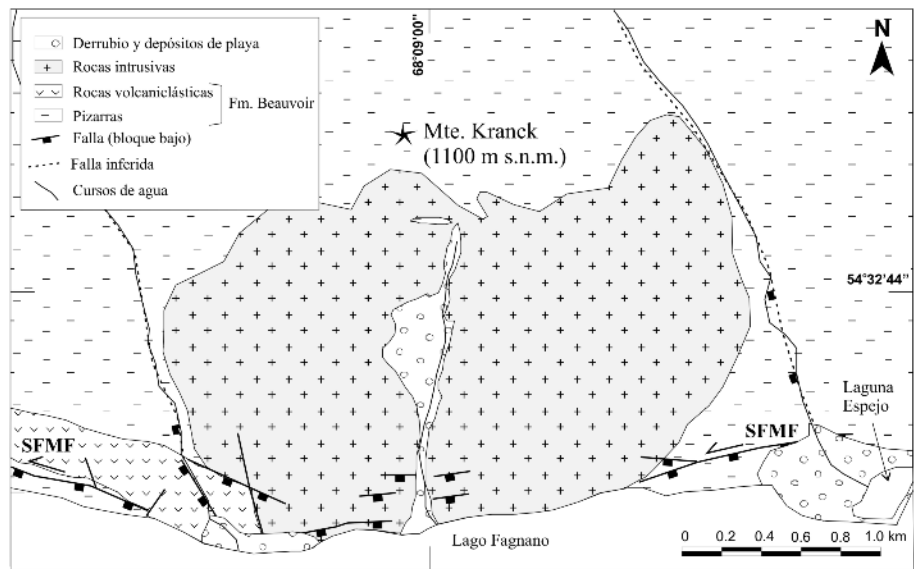 Derrubio y depósitos de playa
Rocas intrusivas
Rocas volcaniclásticas
Fm. Beauvoir
Pizarras
Falla (bloque bajo)
Falla inferida
Cursos de agua
68°09'00"
N
Mte. Kranck
(1100 m s.n.m.)
54°32'44"
Laguna
Espejo
SFMF
SFMF
Lago Fagnano
0 0.2 0.4 0.6 0.8 1.0 km